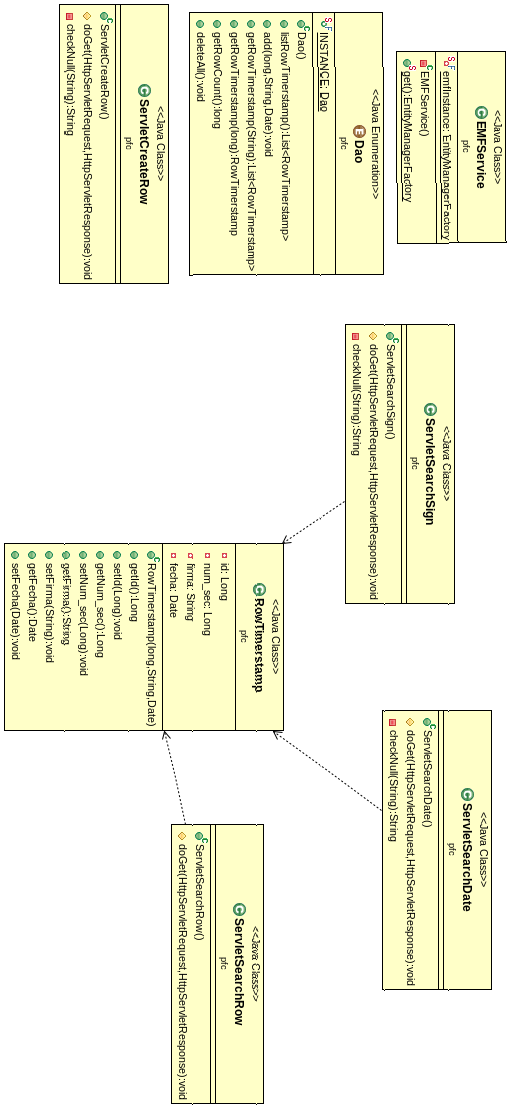 <<Java Class>>
EMFService
pfc
emfInstance: EntityManagerFactory
EMFService()
get():EntityManagerFactory
<<Java Enumeration>>
Dao
pfc
INSTANCE: Dao
Dao()
listRowTimerstamp():List<RowTimerstamp>
add(long,String,Date):void
getRowTimerstamp(String):List<RowTimerstamp>
getRowTimerstamp(long):RowTimerstamp
getRowCount():long
deleteAll():void
<<Java Class>>
ServletCreateRow
pfc
ServletCreateRow()
doGet(HttpServletRequest,HttpServletResponse):void
checkNull(String):String
<<Java Class>>
ServletSearchSign
pfc
ServletSearchSign()
doGet(HttpServletRequest,HttpServletResponse):void
checkNull(String):String
<<Java Class>>
RowTimerstamp
pfc
id: Long
num_sec: Long
firma: String
fecha: Date
RowTimerstamp(long,String,Date)
getId():Long
setId(Long):void
getNum_sec():Long
setNum_sec(Long):void
getFirma():String
setFirma(String):void
getFecha():Date
setFecha(Date):void
<<Java Class>>
ServletSearchDate
pfc
ServletSearchDate()
doGet(HttpServletRequest,HttpServletResponse):void
checkNull(String):String
<<Java Class>>
ServletSearchRow
pfc
ServletSearchRow()
doGet(HttpServletRequest,HttpServletResponse):void